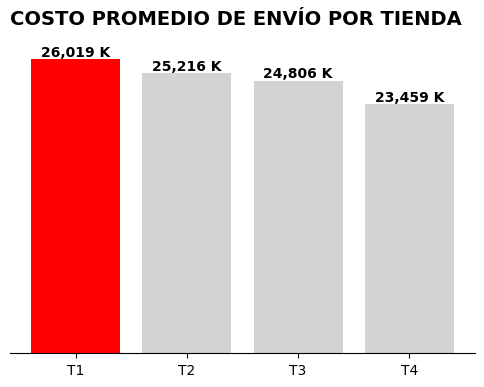 COSTO PROMEDIO DE ENVÍO POR TIENDA
26,019 K
25,216 K
24,806 K
23,459 K
T1
T2
T3
T4